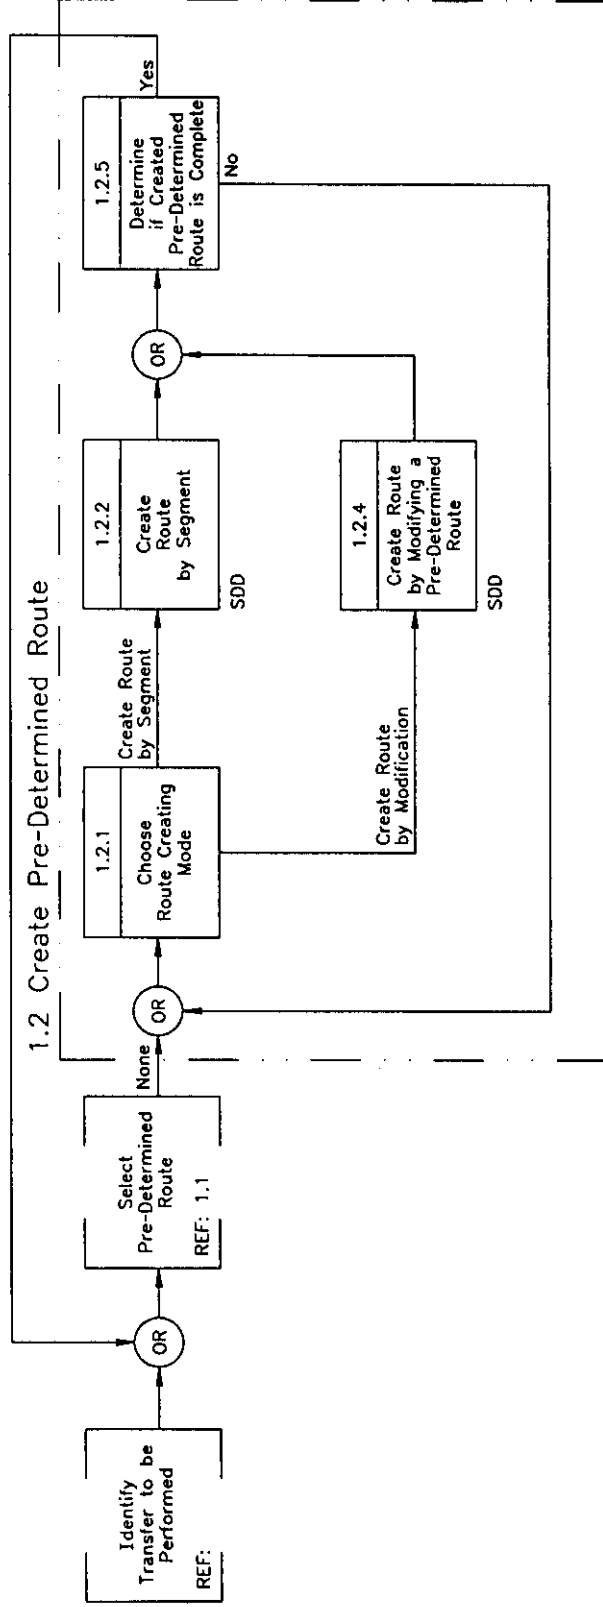 1.2 Create Pre-Determined Route
Identify
Transfer to be
Performed
REF:
OR
Select
Pre-Determined
Route
REF: 1.1
None
OR
1.2.1
Choose
Route Creating
Mode
Create Route
by Segment
1.2.2
Create
Route
by Segment
SDD
OR
1.2.5
Determine
if Created
Pre-Determined
Route is Complete
Yes
No
Create Route
by Modification
1.2.4
Create Route
by Modifying a
Pre-Determined
Route
SDD